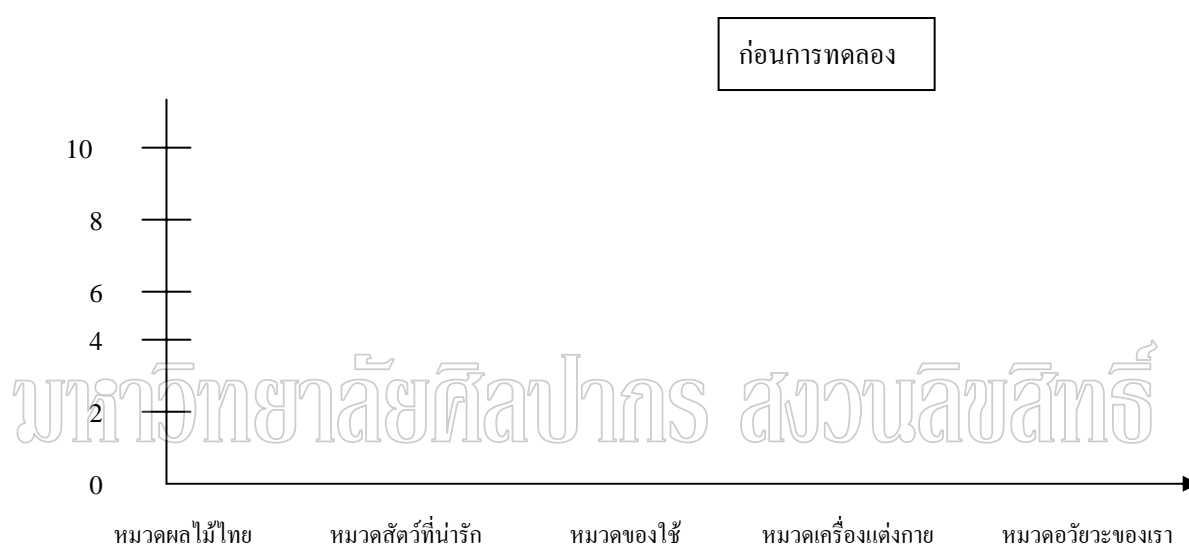 ก่อนการทดลอง
10
8
6
4
มหาวิทยาลัยศิลปากร สงวนลิขสิทธิ์
2
0
หมวดผลไม้ไทย หมวดสัตว์ที่น่ารัก หมวดของใช้ หมวดเครื่องแต่งกาย หมวดอวัยวะของเรา